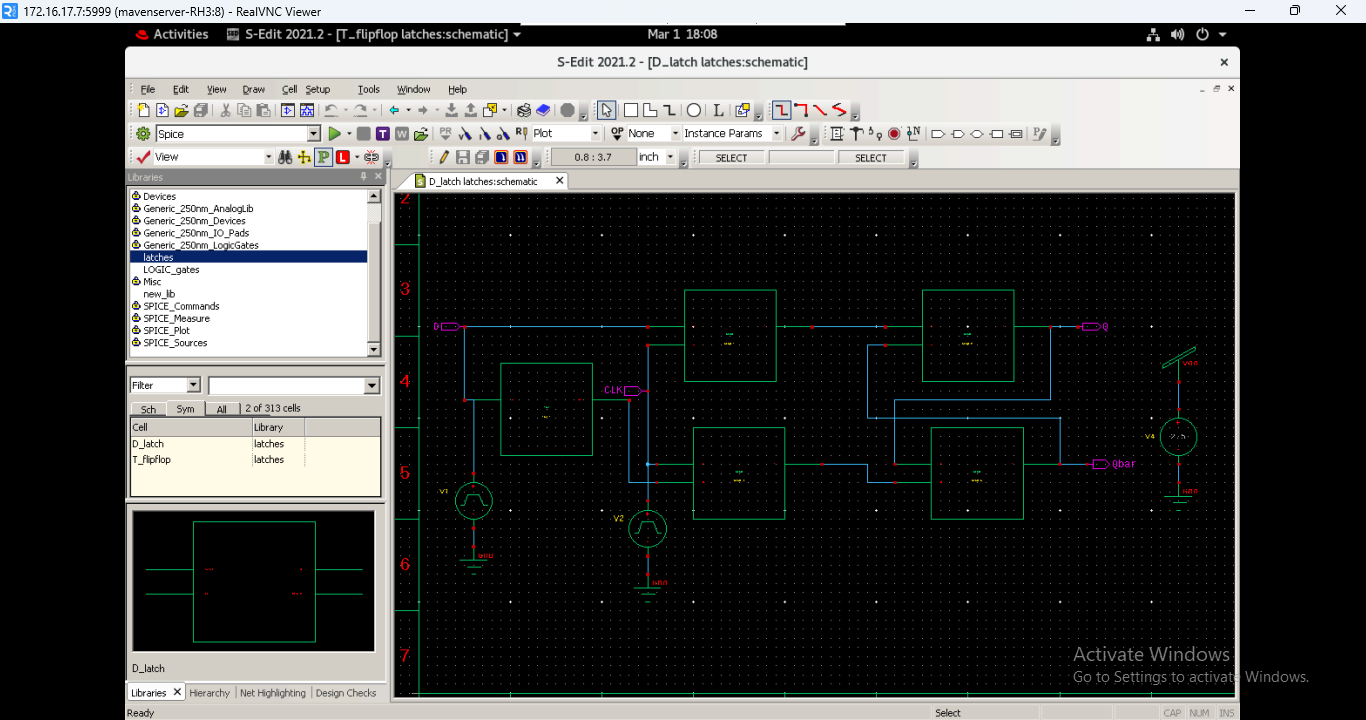 172.16.17.7:5999 (mavenserver-RH3:8) - RealVNC Viewer
Activities S-Edit 2021.2 - [T_flipflop latches:schematic] Mar 1 18:08
S-Edit 2021.2 - [D_latch latches:schematic]
File Edit View Draw Cell Setup Tools Window Help
Spice T W PR Plot OP None Instance Params
View P L 0.8 : 3.7 inch SELECT SELECT
Libraries
D_latch latches:schematic
Devices
Generic_250nm_AnalogLib
Generic_250nm_Devices
Generic_250nm_IO_Pads
Generic_250nm_LogicGates
latches
LOGIC_gates
Misc
new_lib
SPICE_Commands
SPICE_Measure
SPICE_Plot
SPICE_Sources
Filter
Sch Sym All 2 of 313 cells
Cell Library
D_latch latches
T_flipflop latches
D_latch
Libraries Hierarchy Net Highlighting Design Checks
2
3
4
5
6
7
D
Q
CLK
V4 2.5
Qbar
V1
V2
Gnd
Gnd
Gnd
Activate Windows
Go to Settings to activate Windows.
Ready Select CAP NUM INS